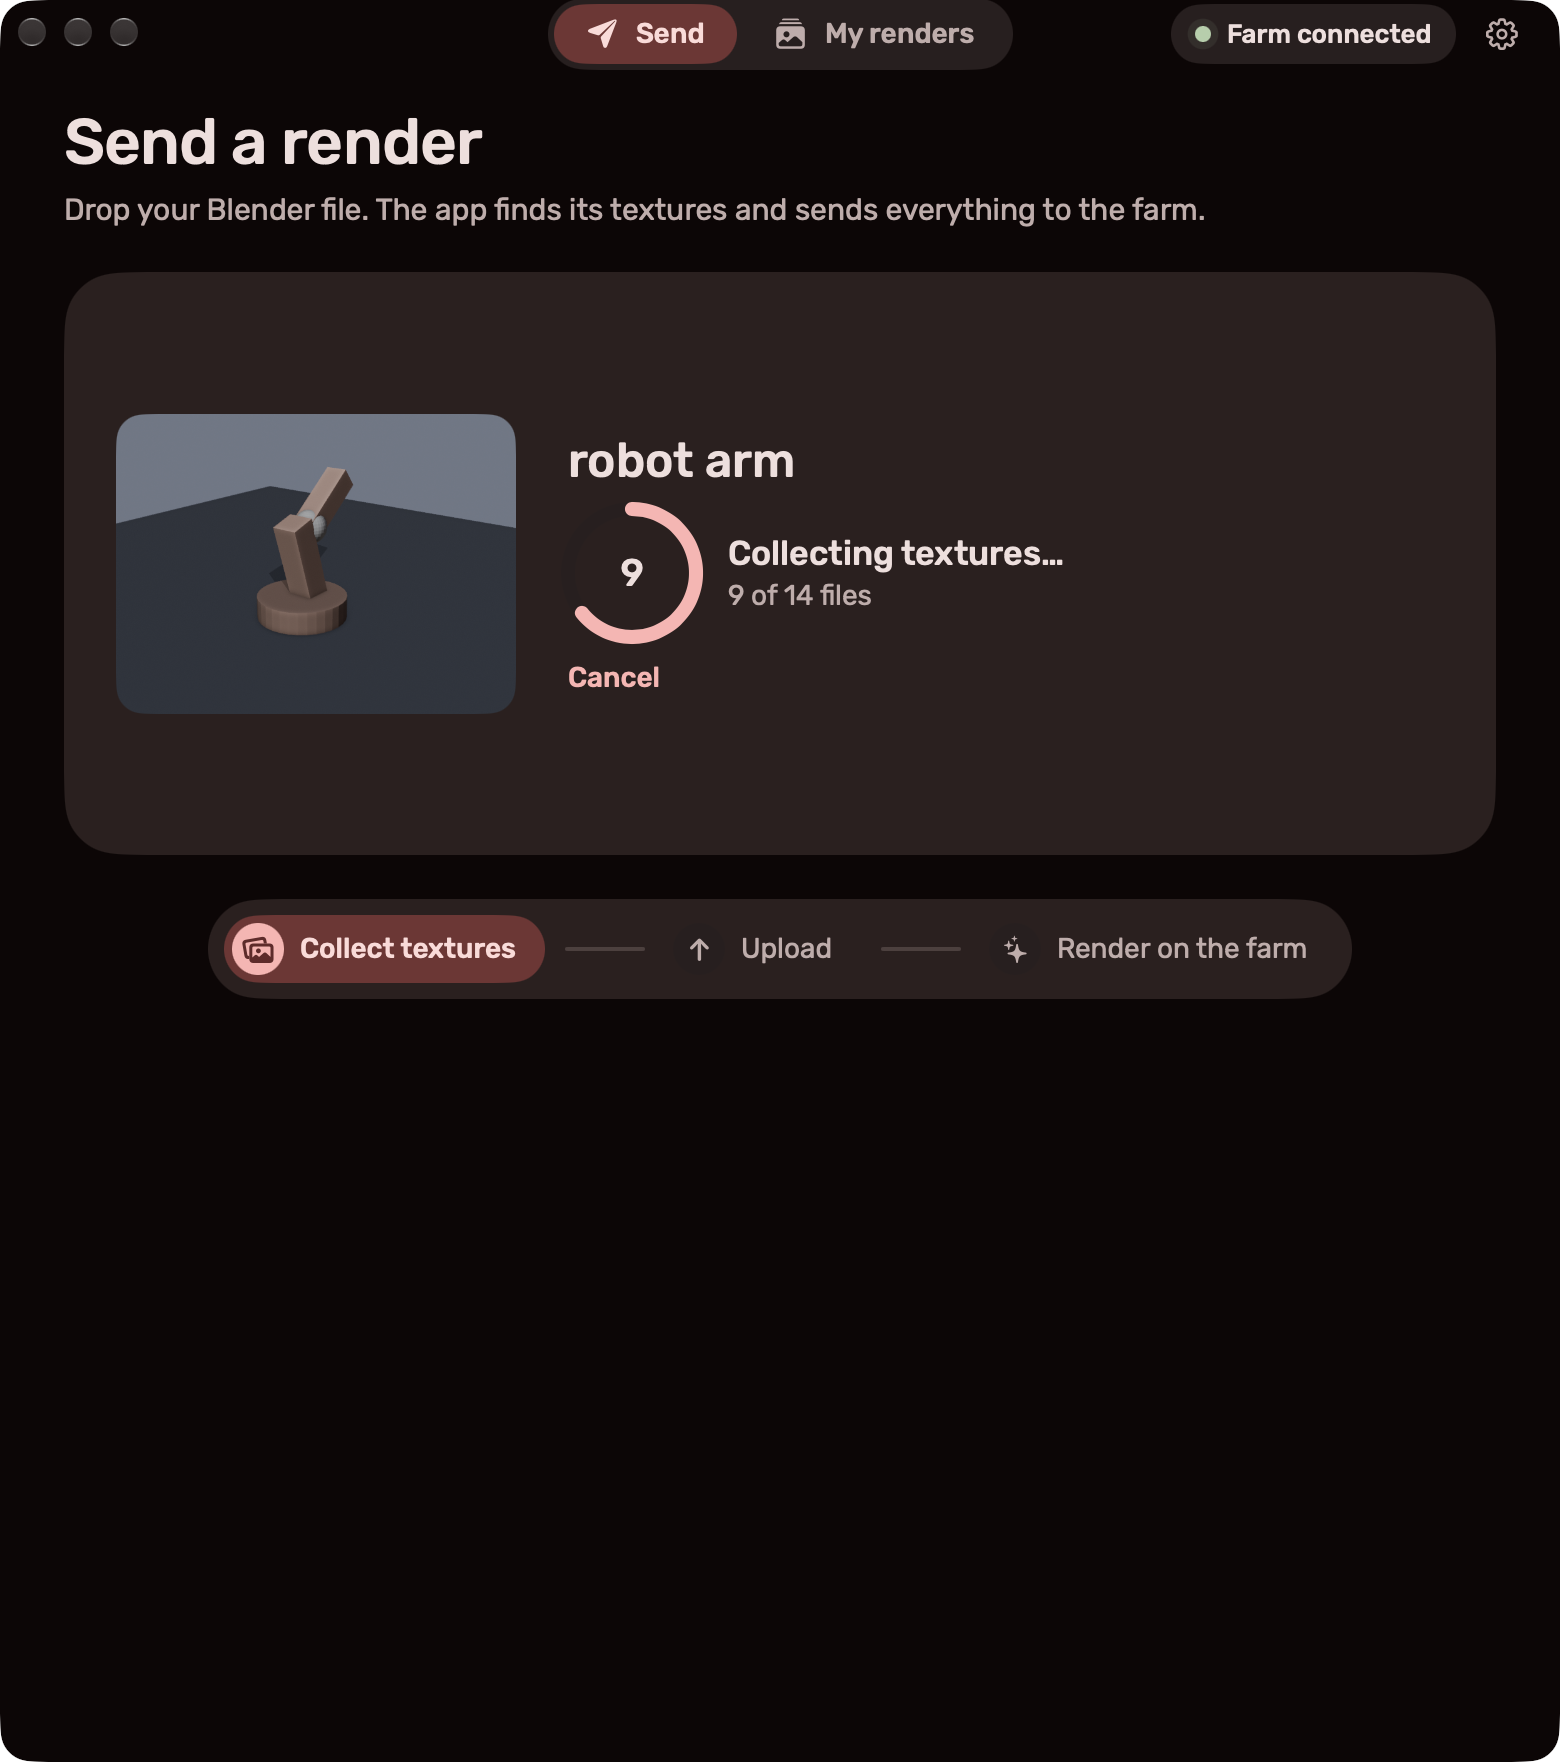 Send
My renders
Farm connected
Send a render
Drop your Blender file. The app finds its textures and sends everything to the farm.
robot arm
9
Collecting textures…
9 of 14 files
Cancel
Collect textures
Upload
Render on the farm